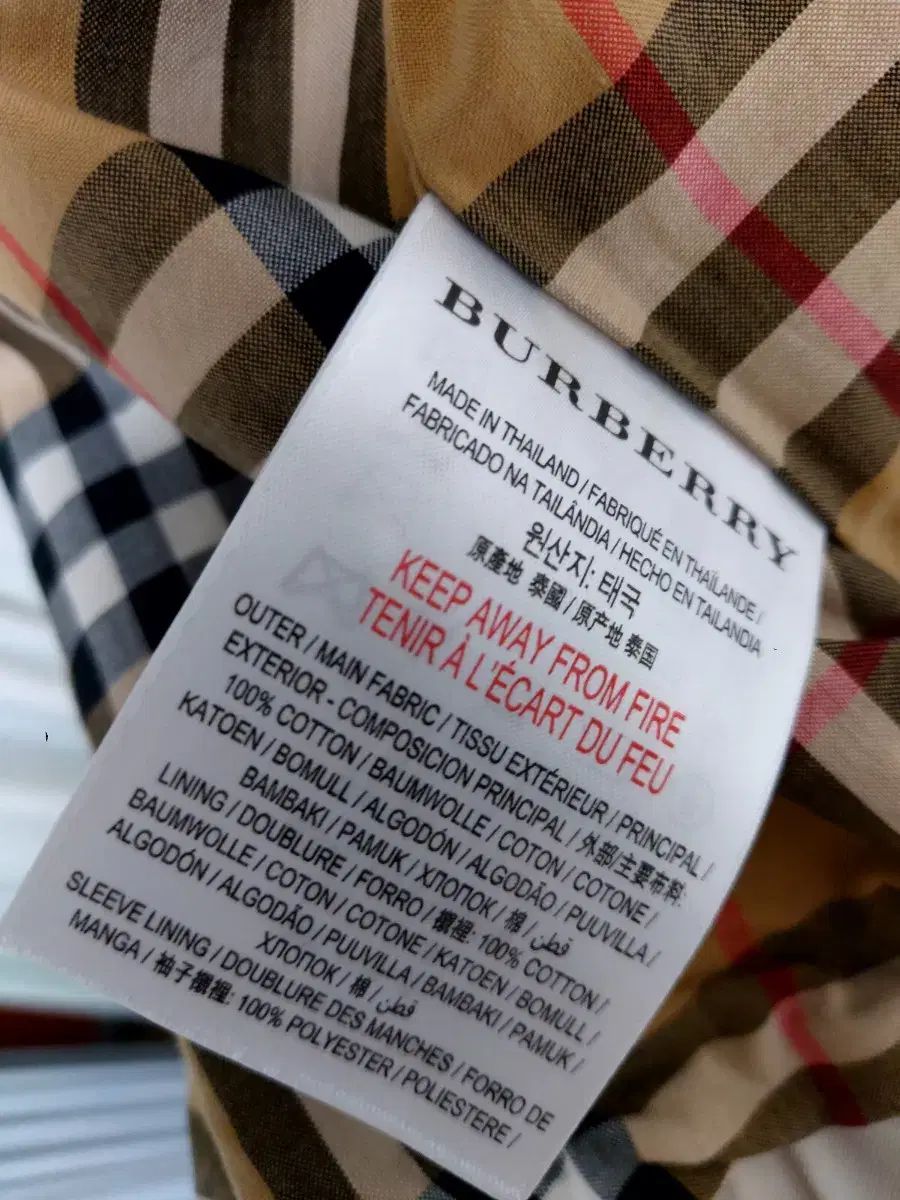 BURBERRY
MADE IN THAILAND / FABRIQUÉ EN THAÏLANDE /
FABRICADO NA TAILÂNDIA / HECHO EN TAILANDIA
원산지: 태국
原產地 泰國 / 原产地 泰国
KEEP AWAY FROM FIRE
TENIR À L'ÉCART DU FEU
OUTER / MAIN FABRIC / TISSU EXTÉRIEUR / PRINCIPAL /
EXTERIOR - COMPOSICION PRINCIPAL / 外部/主要布料:
100% COTTON / BAUMWOLLE / COTON / COTONE /
KATOEN / BOMULL / ALGODÓN / ALGODÃO / PUUVILLA /
BAMBAKI / PAMUK / ХЛОПОК / 棉 / قطن
LINING / DOUBLURE / FORRO / 襯裡: 100% COTTON /
BAUMWOLLE / COTON / COTONE / KATOEN / BOMULL /
ALGODÓN / ALGODÃO / PUUVILLA / BAMBAKI / PAMUK /
ХЛОПОК / 棉 / قطن
SLEEVE LINING / DOUBLURE DES MANCHES / FORRO DE
MANGA / 袖子襯裡: 100% POLYESTER / POLIESTERE /